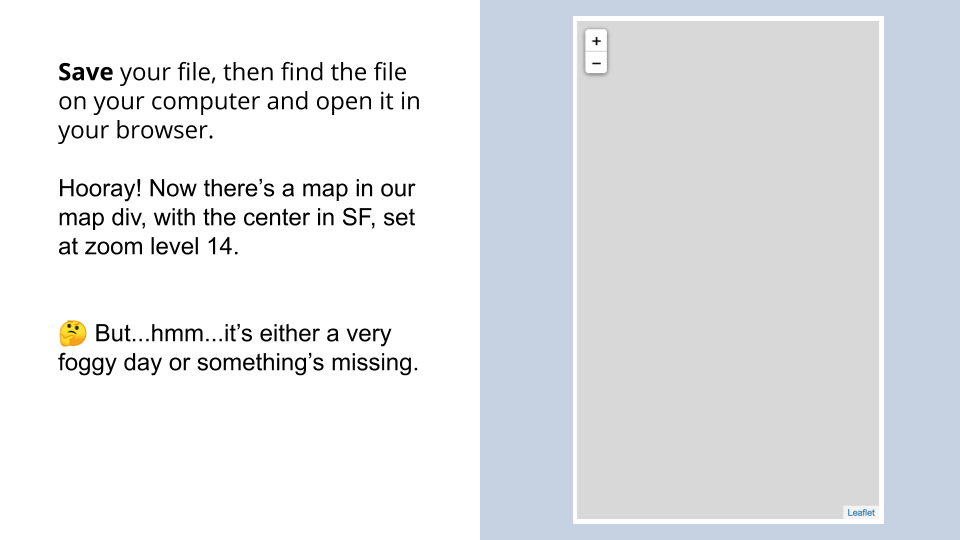 Save your file, then find the file
on your computer and open it in
your browser.
Hooray! Now there’s a map in our
map div, with the center in SF, set
at zoom level 14.
🤔 But...hmm...it’s either a very
foggy day or something’s missing.
+
−
Leaflet